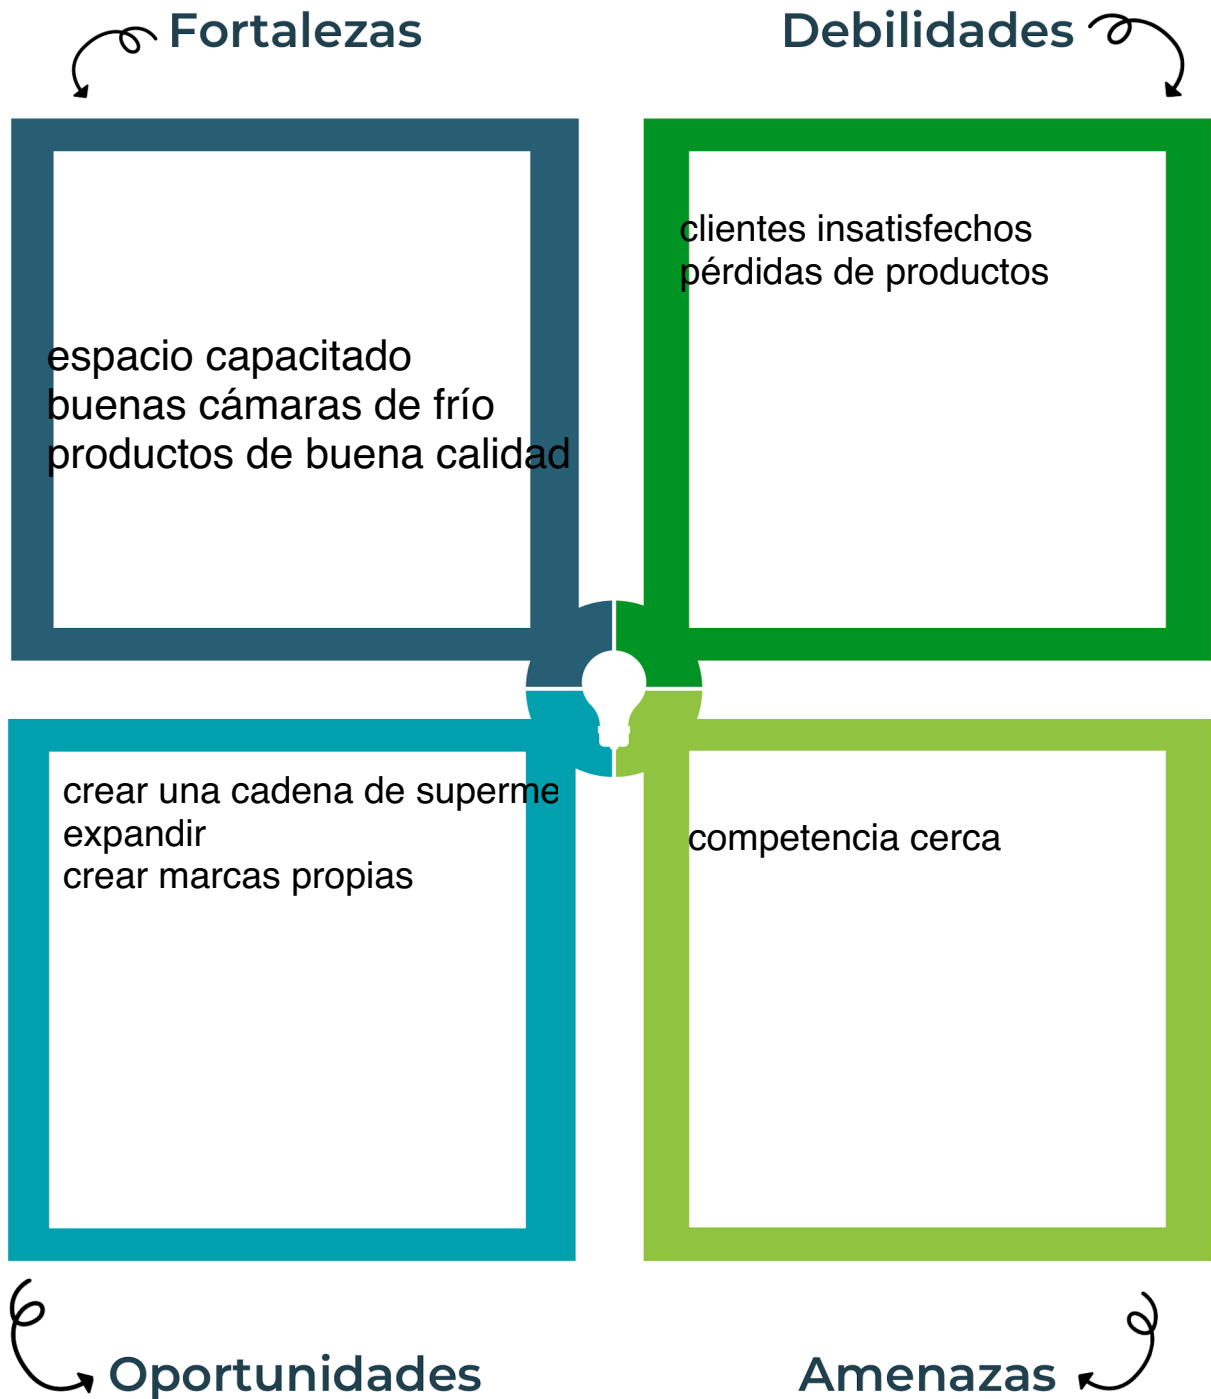 Fortalezas
Debilidades
espacio capacitado
buenas cámaras de frío
productos de buena calidad
clientes insatisfechos
pérdidas de productos
crear una cadena de superme
expandir
crear marcas propias
competencia cerca
Oportunidades
Amenazas